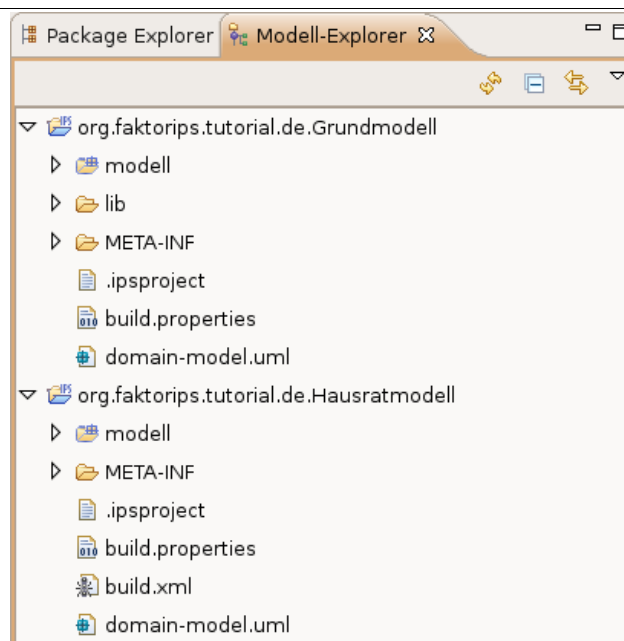 Package Explorer Modell-Explorer
org.faktorips.tutorial.de.Grundmodell
modell
lib
META-INF
.ipsproject
build.properties
domain-model.uml
org.faktorips.tutorial.de.Hausratmodell
modell
META-INF
.ipsproject
build.properties
build.xml
domain-model.uml